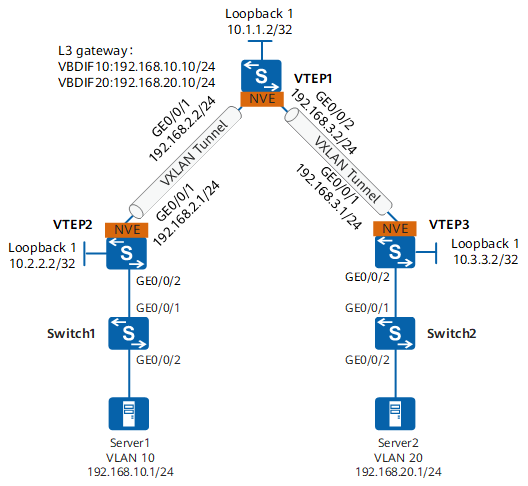 Loopback 1
10.1.1.2/32
L3 gateway:
VBDIF10:192.168.10.10/24
VBDIF20:192.168.20.10/24
S
VTEP1
NVE
GE0/0/1
192.168.2.2/24
GE0/0/2
192.168.3.2/24
VXLAN Tunnel
VXLAN Tunnel
GE0/0/1
192.168.2.1/24
GE0/0/1
192.168.3.1/24
VTEP2
NVE
NVE
VTEP3
Loopback 1
10.2.2.2/32
S
S
Loopback 1
10.3.3.2/32
GE0/0/2
GE0/0/2
GE0/0/1
GE0/0/1
Switch1
S
S
Switch2
GE0/0/2
GE0/0/2
Server1
VLAN 10
192.168.10.1/24
Server2
VLAN 20
192.168.20.1/24